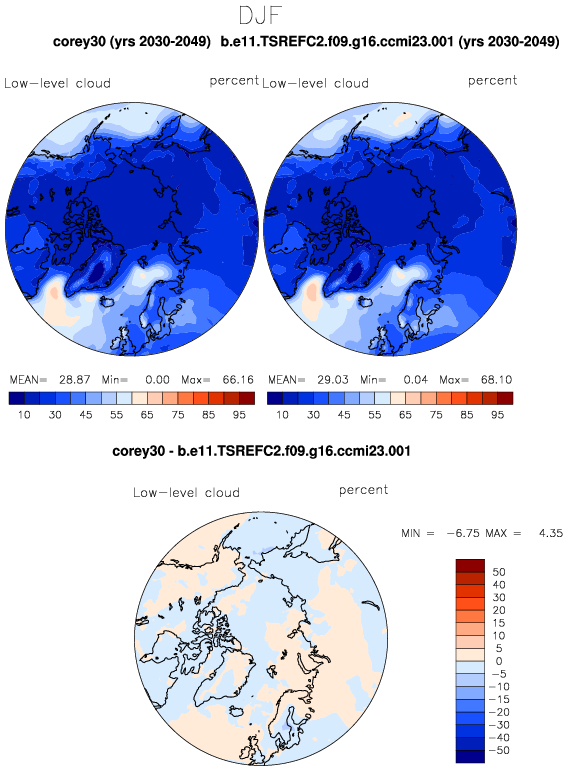 DJF
corey30 (yrs 2030-2049) b.e11.TSREFC2.f09.g16.ccmi23.001 (yrs 2030-2049)
Low-level cloud percent Low-level cloud percent
MEAN= 28.87 Min= 0.00 Max= 66.16 MEAN= 29.03 Min= 0.04 Max= 68.10
10 30 45 55 65 75 85 95 10 30 45 55 65 75 85 95
corey30 - b.e11.TSREFC2.f09.g16.ccmi23.001
Low-level cloud percent
MIN = -6.75 MAX = 4.35
50
40
30
20
15
10
5
0
-5
-10
-15
-20
-30
-40
-50